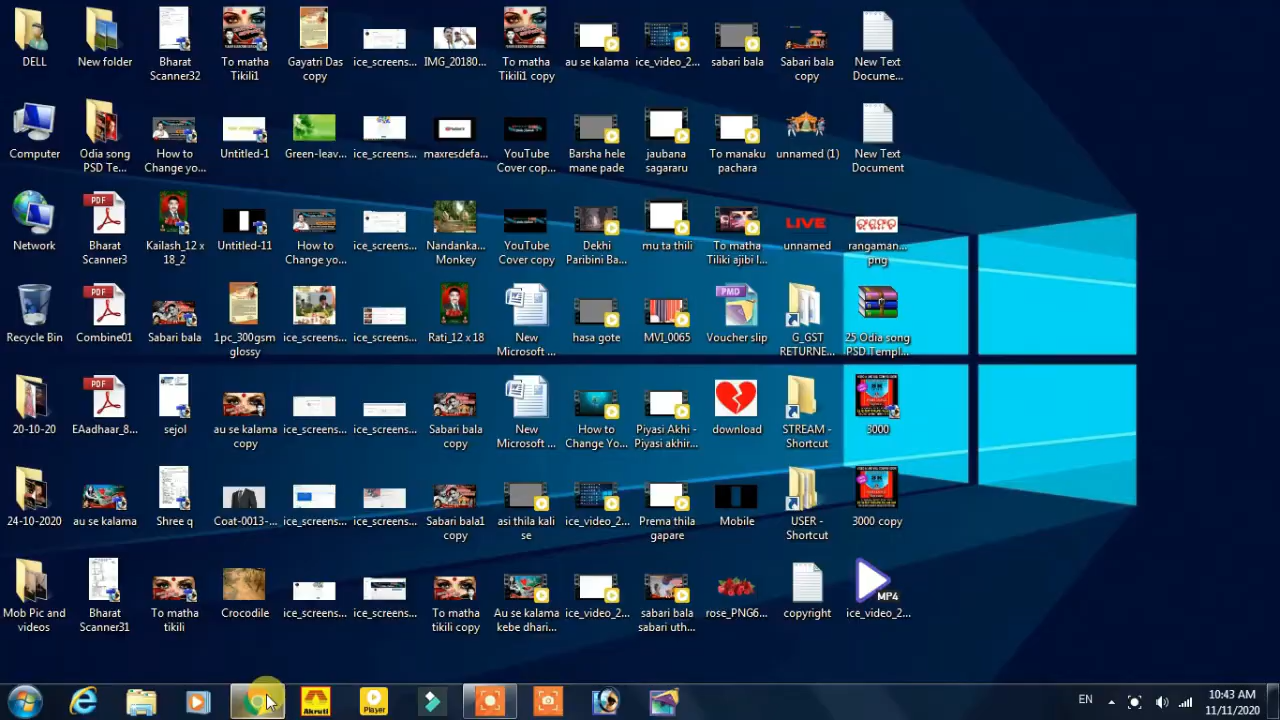 DELL
New folder
Bharat
Scanner32
To matha
Tikili1
Gayatri Das
copy
ice_screens...
IMG_20180...
To matha
Tikili1 copy
au se kalama
ice_video_2...
sabari bala
Sabari bala
copy
New Text
Docume...
Computer
Odia song
PSD Te...
How to
Change yo...
Untitled-1
Green-leav...
ice_screens...
maxresdefa...
YouTube
Cover cop...
Barsha hele
mane pade
jaubana
sagararu
To manaku
pachara
unnamed (1)
New Text
Document
Network
PDF
Bharat
Scanner3
Kailash_12 x
18_2
Untitled-11
How to
Change yo...
ice_screens...
Nandanka...
Monkey
YouTube
Cover copy
Dekhi
Paribini Ba...
mu ta thili
To matha
Tiliki ajibi l...
LIVE
unnamed
rangaman...
png
Recycle Bin
PDF
Combine01
Sabari bala
1pc_300gsm
glossy
ice_screens...
ice_screens...
Rati_12 x 18
New
Microsoft ...
hasa gote
MVI_0065
PMD
Voucher slip
G_GST
RETURNE...
25 Odia song
PSD Templ...
20-10-20
PDF
EAadhaar_8...
sejol
au se kalama
copy
ice_screens...
ice_screens...
Sabari bala
copy
New
Microsoft ...
How to
Change Yo...
Piyasi Akhi -
Piyasi akhir...
download
STREAM -
Shortcut
3000
24-10-2020
au se kalama
Shree q
Coat-0013-...
ice_screens...
ice_screens...
Sabari bala1
copy
asi thila kali
se
ice_video_2...
Prema thila
gapare
Mobile
USER -
Shortcut
3000 copy
Mob Pic and
videos
Bharat
Scanner31
To matha
tikili
Crocodile
ice_screens...
ice_screens...
To matha
tikili copy
Au se kalama
kebe dhari...
ice_video_2...
sabari bala
sabari uth...
rose_PNG6...
copyright
MP4
ice_video_2...
Akruti
Player
EN
10:43 AM
11/11/2020